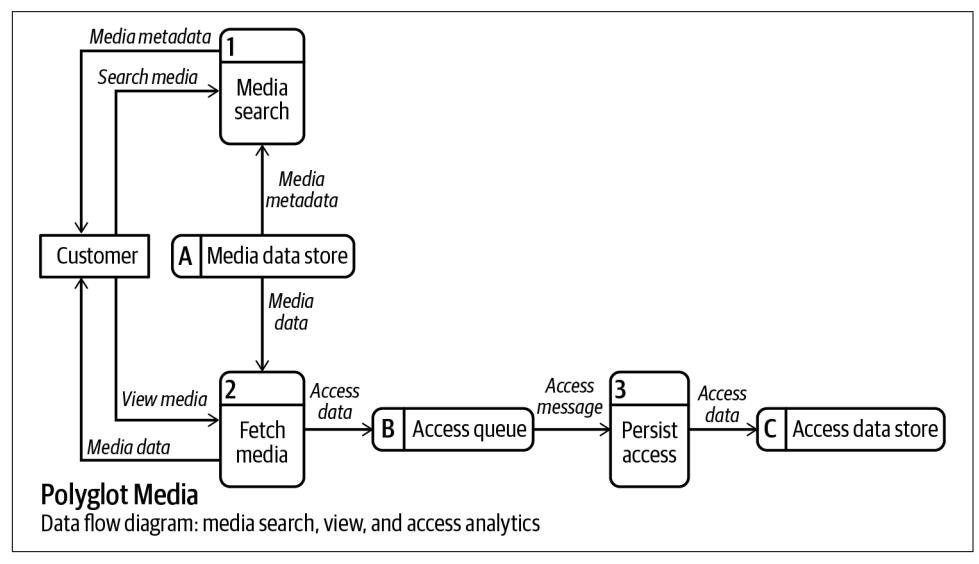 Media metadata
1
Search media
Media
search
Media
metadata
Customer
A Media data store
Media
data
View media
2
Fetch
media
Media data
Access
data
B Access queue
Access
message
3
Persist
access
Access
data
C Access data store
Polyglot Media
Data flow diagram: media search, view, and access analytics